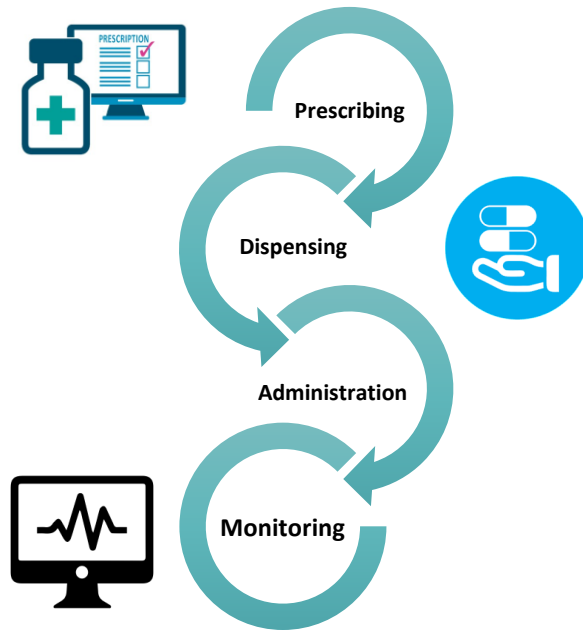 PRESCRIPTION
Prescribing
Dispensing
Administration
Monitoring